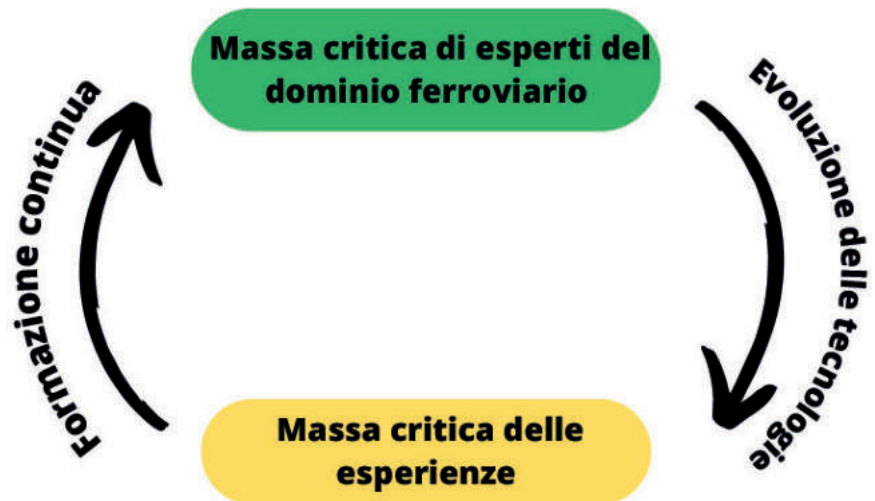 Massa critica di esperti del
dominio ferroviario
Formazione continua
Evoluzione delle tecnologie
Massa critica delle
esperienze